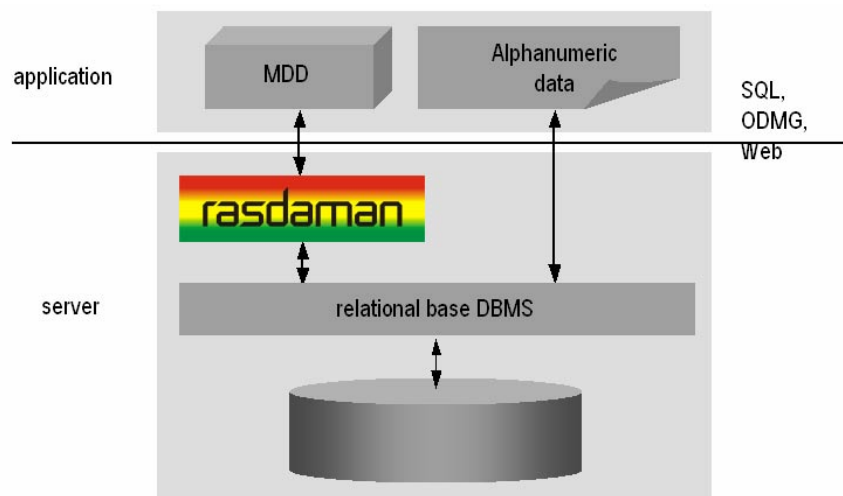 application
MDD
Alphanumeric
data
SQL,
ODMG,
Web
rasdaman
server
relational base DBMS